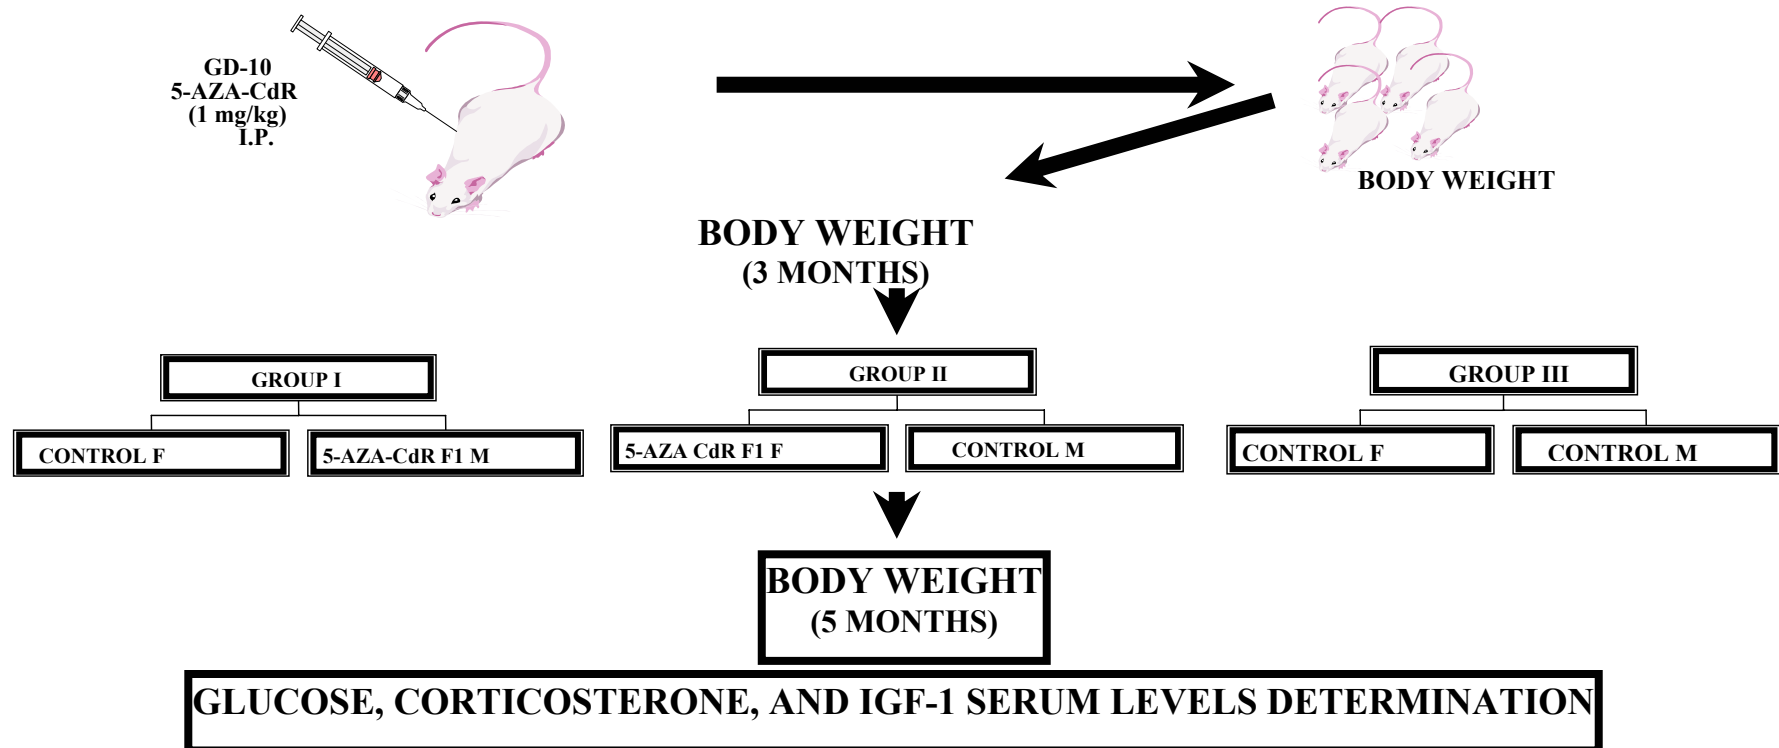 GD-10
5-AZA-CdR
(1 mg/kg)
I.P.
BODY WEIGHT
BODY WEIGHT
(3 MONTHS)
GROUP I
GROUP II
GROUP III
CONTROL F
5-AZA-CdR F1 M
5-AZA CdR F1 F
CONTROL M
CONTROL F
CONTROL M
BODY WEIGHT
(5 MONTHS)
GLUCOSE, CORTICOSTERONE, AND IGF-1 SERUM LEVELS DETERMINATION